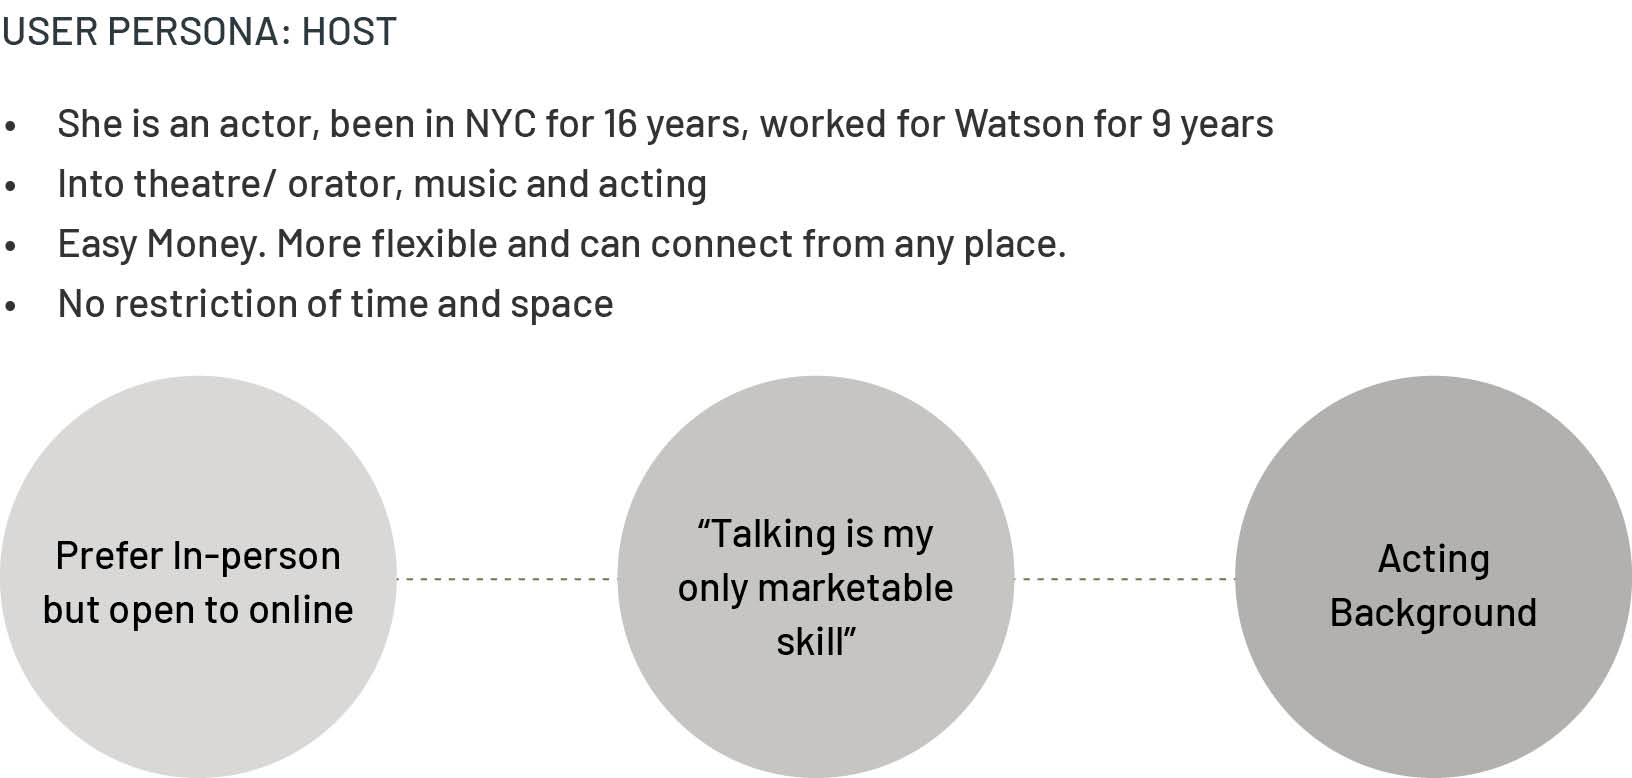 USER PERSONA: HOST
• She is an actor, been in NYC for 16 years, worked for Watson for 9 years
• Into theatre/ orator, music and acting
• Easy Money. More flexible and can connect from any place.
• No restriction of time and space
Prefer In-person
but open to online
“Talking is my
only marketable
skill”
Acting
Background